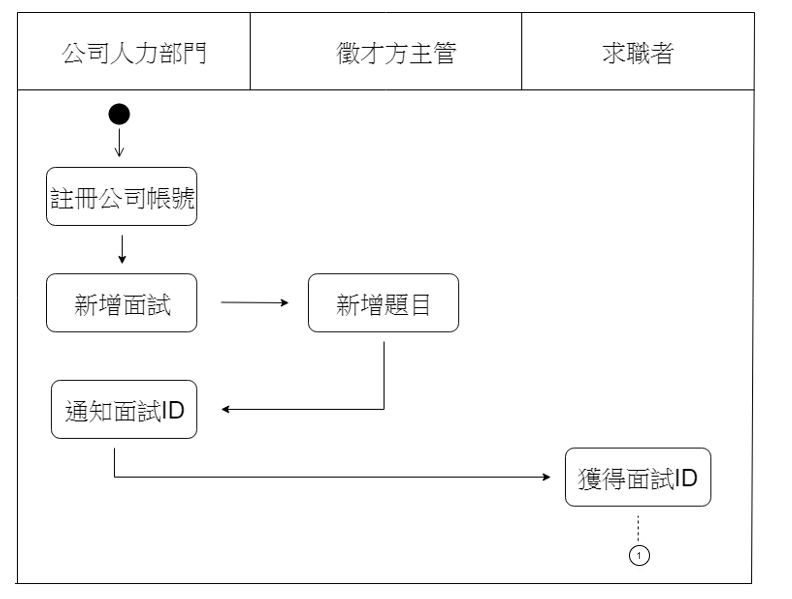 公司人力部門
徵才方主管
求職者
註冊公司帳號
新增面試
新增題目
通知面試ID
獲得面試ID
1